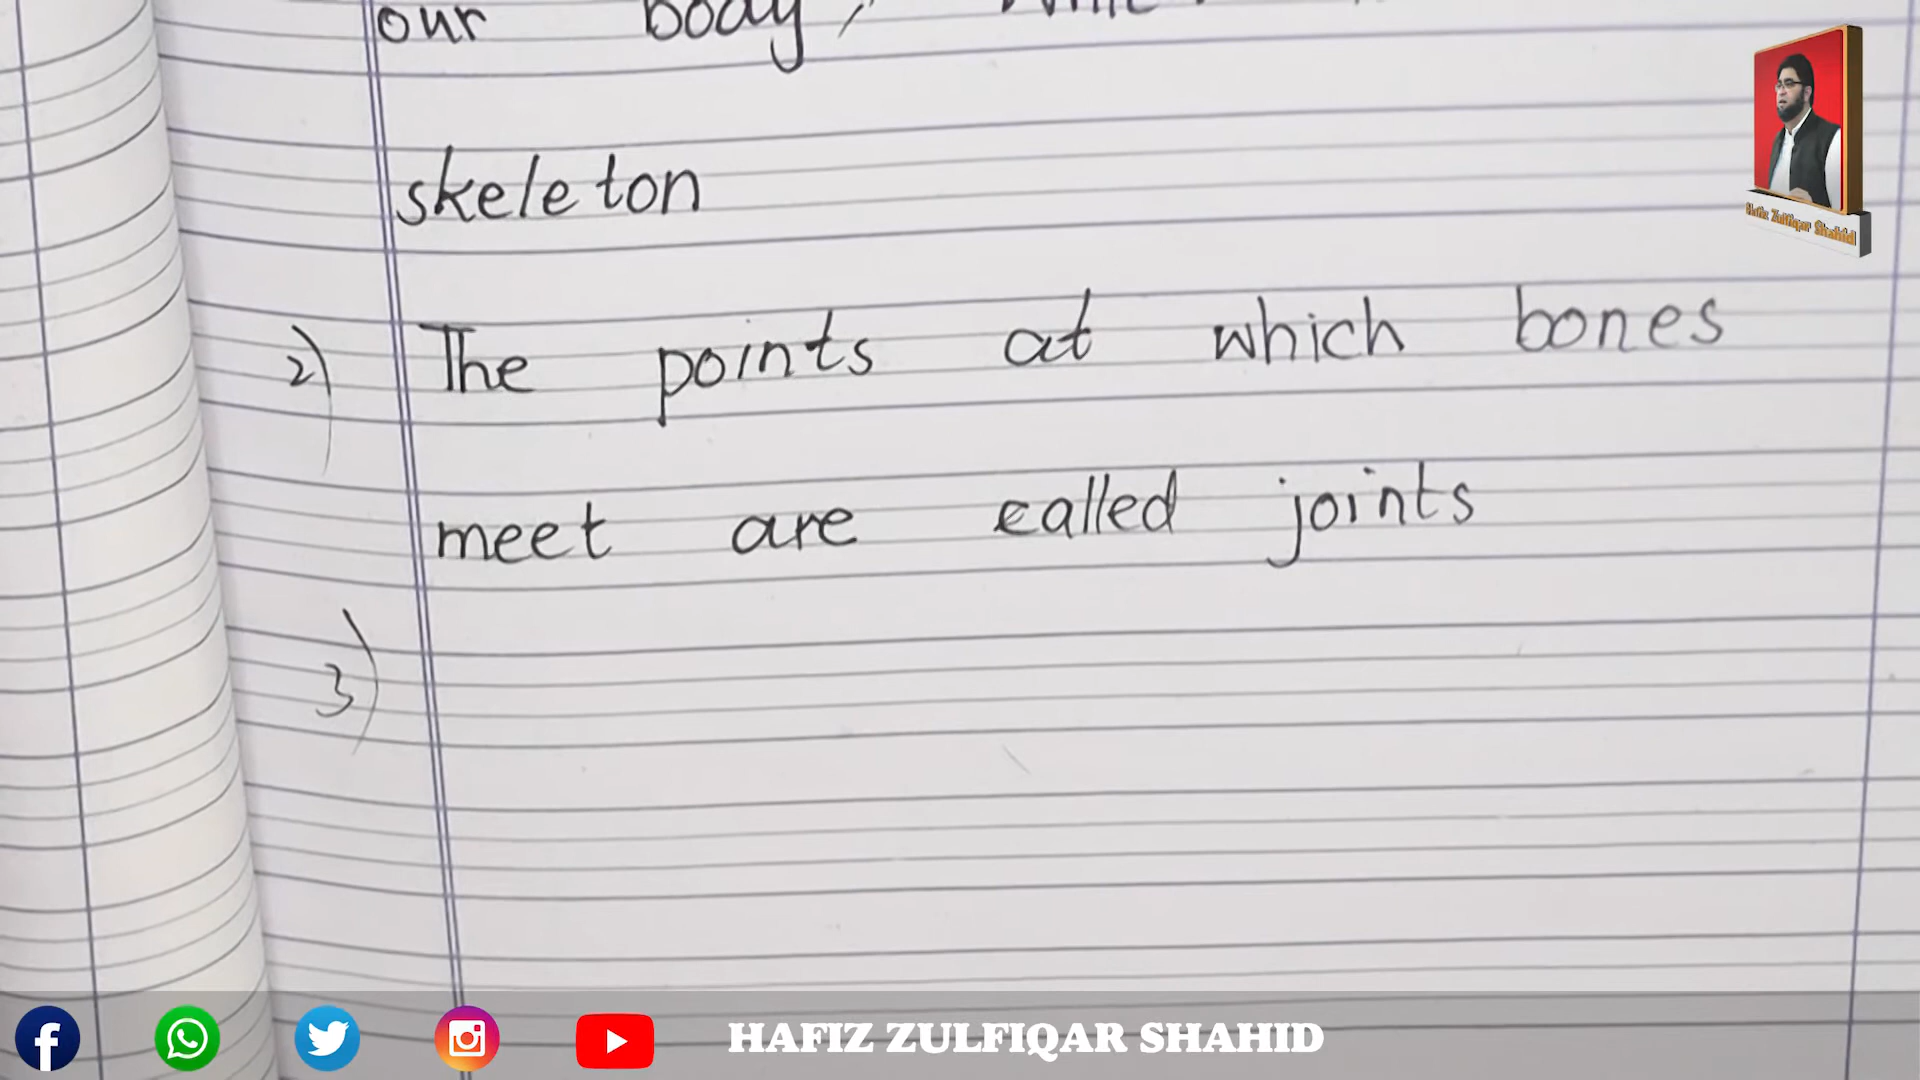 our body,
skeleton
2) The points at which bones
meet are called joints
3)
Hafiz Zulfiqar Shahid
HAFIZ ZULFIQAR SHAHID